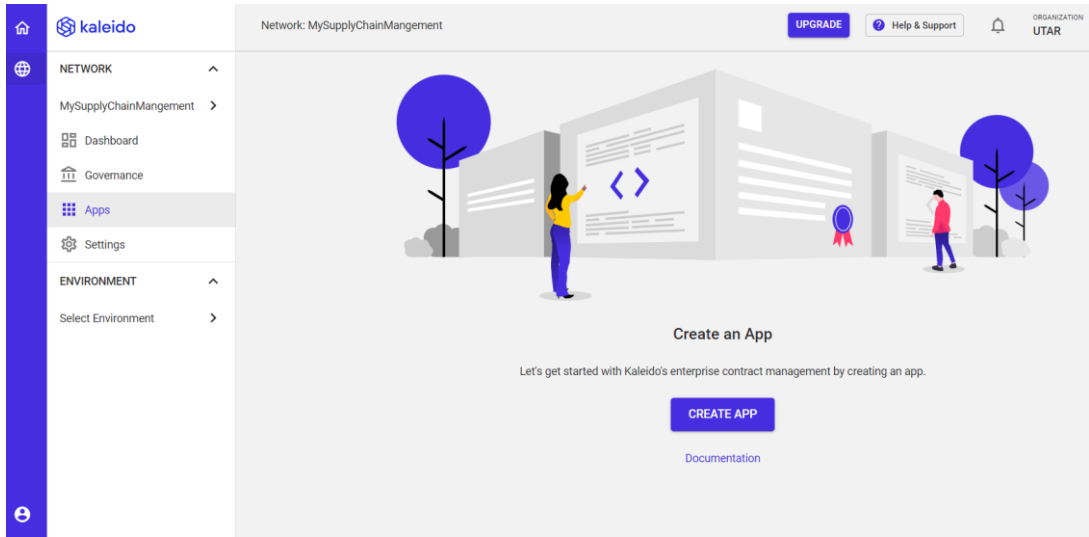 kaleido
Network: MySupplyChainMangement
UPGRADE
Help & Support
ORGANIZATION
UTAR
NETWORK
MySupplyChainMangement
Dashboard
Governance
Apps
Settings
ENVIRONMENT
Select Environment
Create an App
Let's get started with Kaleido's enterprise contract management by creating an app.
CREATE APP
Documentation